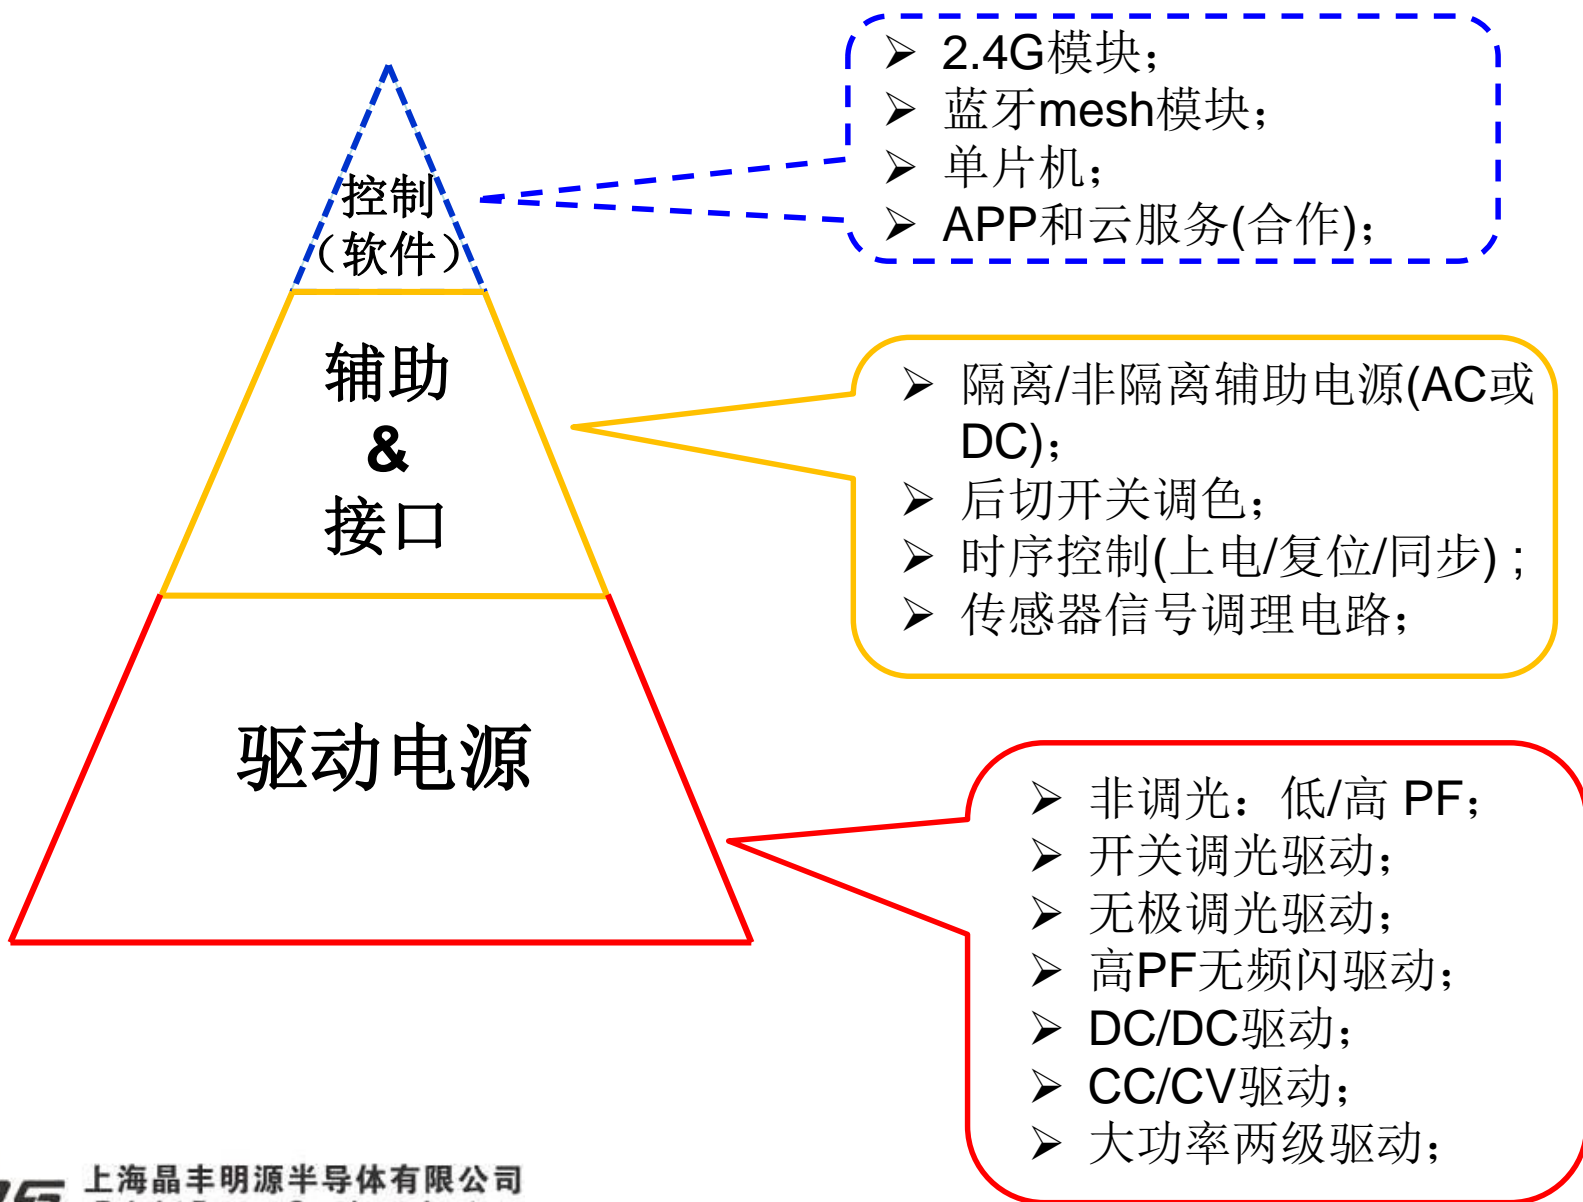 ➢ 2.4G模块；
➢ 蓝牙mesh模块；
➢ 单片机；
➢ APP和云服务(合作)；
控制
（软件）
辅助
&
接口
➢ 隔离/非隔离辅助电源(AC或
DC)；
➢ 后切开关调色；
➢ 时序控制(上电/复位/同步)；
➢ 传感器信号调理电路；
驱动电源
➢ 非调光：低/高 PF；
➢ 开关调光驱动；
➢ 无极调光驱动；
➢ 高PF无频闪驱动；
➢ DC/DC驱动；
➢ CC/CV驱动；
➢ 大功率两级驱动；
上海晶丰明源半导体有限公司